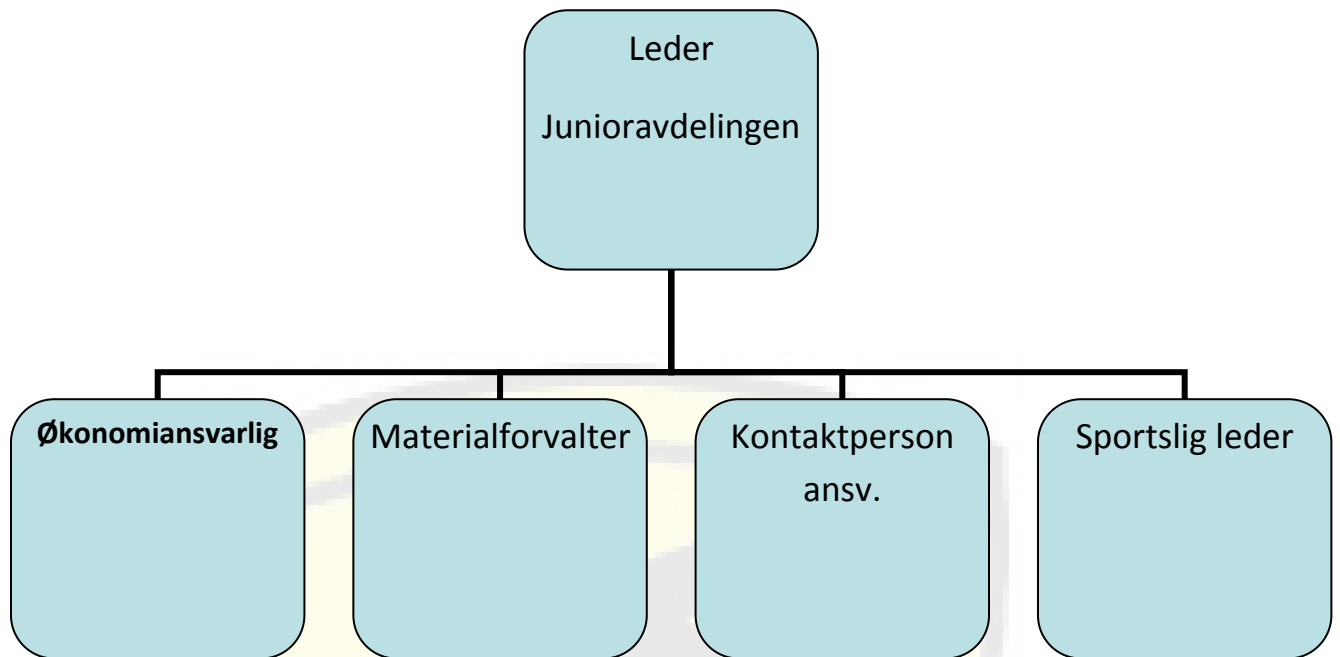 Leder
Junioravdelingen
Økonomiansvarlig
Materialforvalter
Kontaktperson
ansv.
Sportslig leder